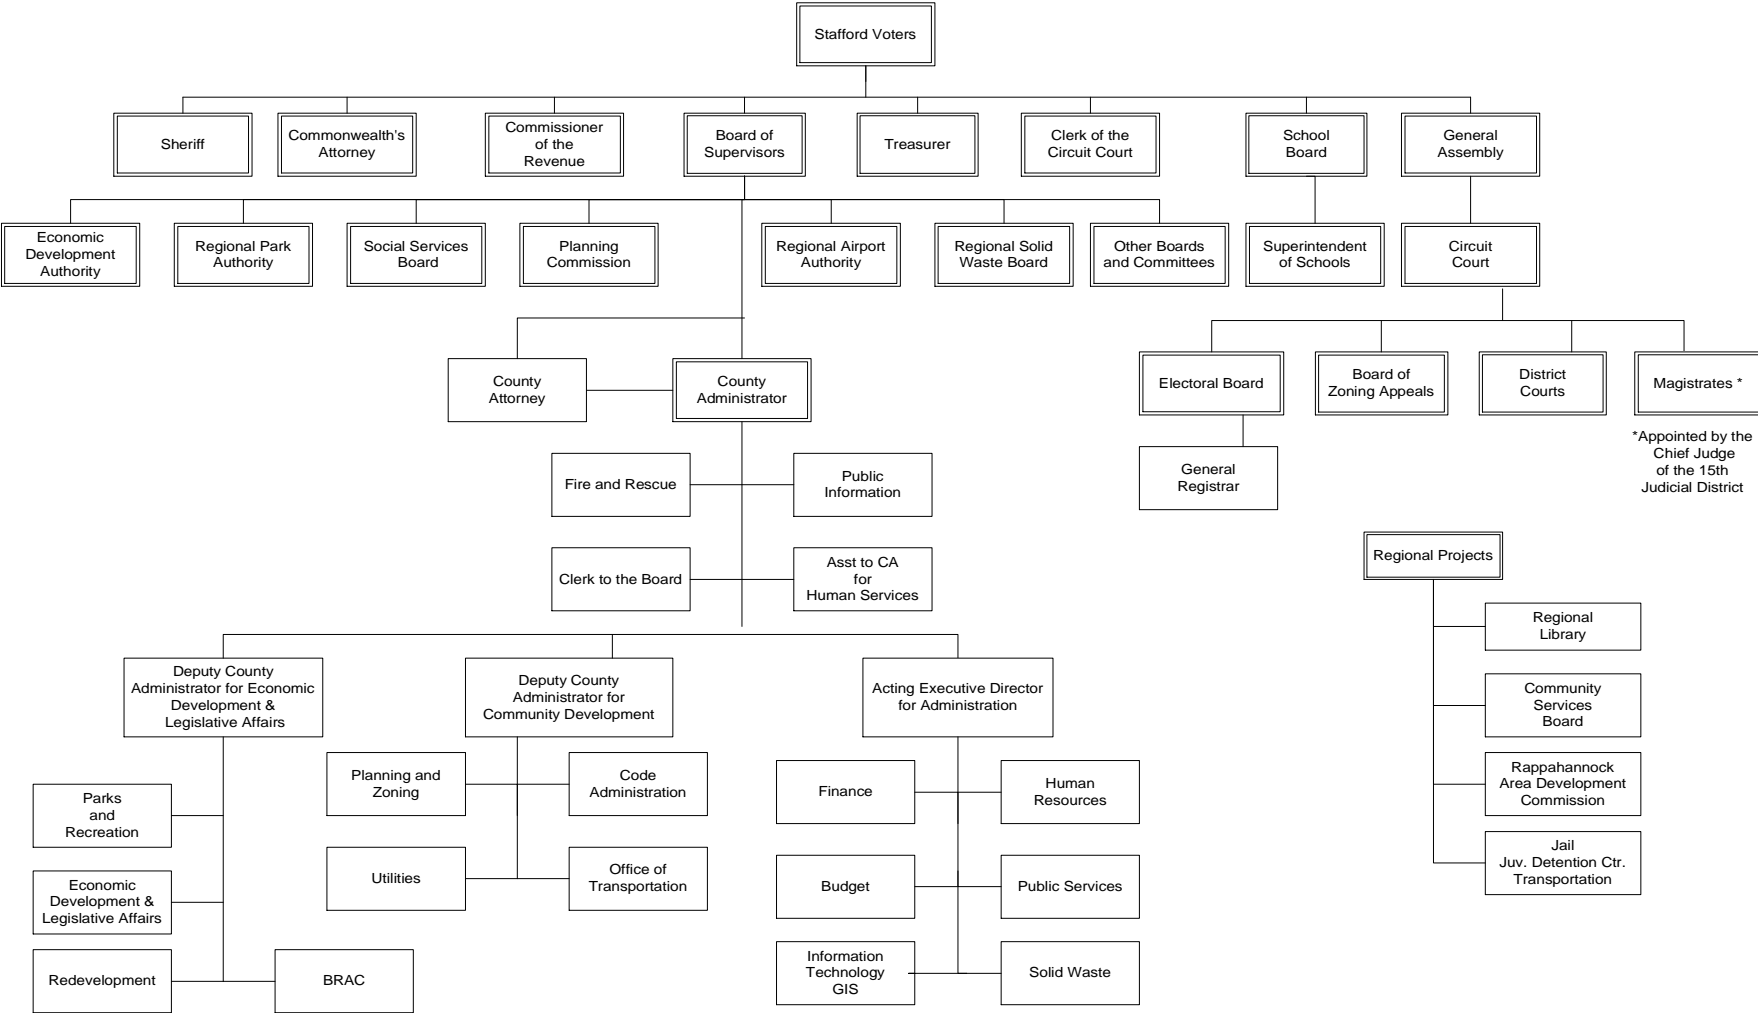 Stafford Voters
Sheriff
Commonwealth's
Attorney
Commissioner
of the
Revenue
Board of
Supervisors
Treasurer
Clerk of the
Circuit Court
School
Board
General
Assembly
Economic
Development
Authority
Regional Park
Authority
Social Services
Board
Planning
Commission
Regional Airport
Authority
Regional Solid
Waste Board
Other Boards
and Committees
Superintendent
of Schools
Circuit
Court
County
Attorney
County
Administrator
Electoral Board
Board of
Zoning Appeals
District
Courts
Magistrates *
*Appointed by the
Chief Judge
of the 15th
Judicial District
General
Registrar
Fire and Rescue
Public
Information
Clerk to the Board
Asst to CA
for
Human Services
Regional Projects
Regional
Library
Community
Services
Board
Rappahannock
Area Development
Commission
Jail
Juv. Detention Ctr.
Transportation
Deputy County
Administrator for Economic
Development &
Legislative Affairs
Deputy County
Administrator for
Community Development
Acting Executive Director
for Administration
Parks
and
Recreation
Economic
Development &
Legislative Affairs
Redevelopment
BRAC
Planning and
Zoning
Code
Administration
Utilities
Office of
Transportation
Finance
Human
Resources
Budget
Public Services
Information
Technology
GIS
Solid Waste